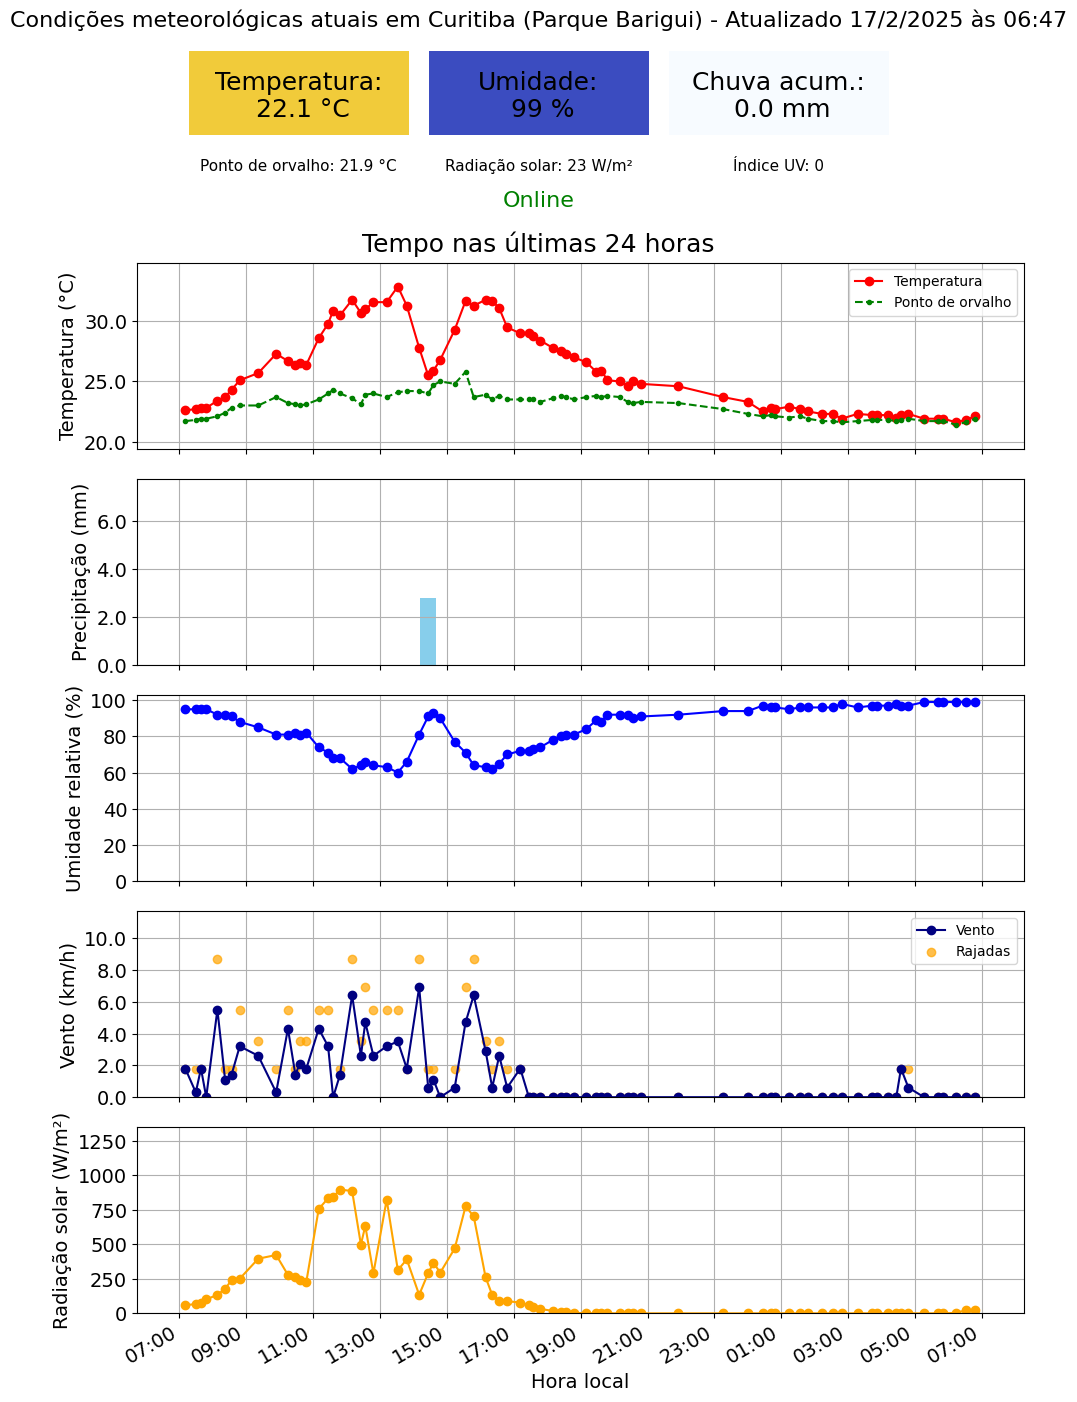 Condições meteorológicas atuais em Curitiba (Parque Barigui) - Atualizado 17/2/2025 às 06:47
Temperatura:
22.1 °C
Umidade:
99 %
Chuva acum.:
0.0 mm
Ponto de orvalho: 21.9 °C
Radiação solar: 23 W/m²
Índice UV: 0
Online
Tempo nas últimas 24 horas
Temperatura (°C)
30.0
25.0
20.0
Temperatura
Ponto de orvalho
Precipitação (mm)
6.0
4.0
2.0
0.0
Umidade relativa (%)
100
80
60
40
20
0
Vento (km/h)
10.0
8.0
6.0
4.0
2.0
0.0
Vento
Rajadas
Radiação solar (W/m²)
1250
1000
750
500
250
0
07:00
09:00
11:00
13:00
15:00
17:00
19:00
21:00
23:00
01:00
03:00
05:00
07:00
Hora local